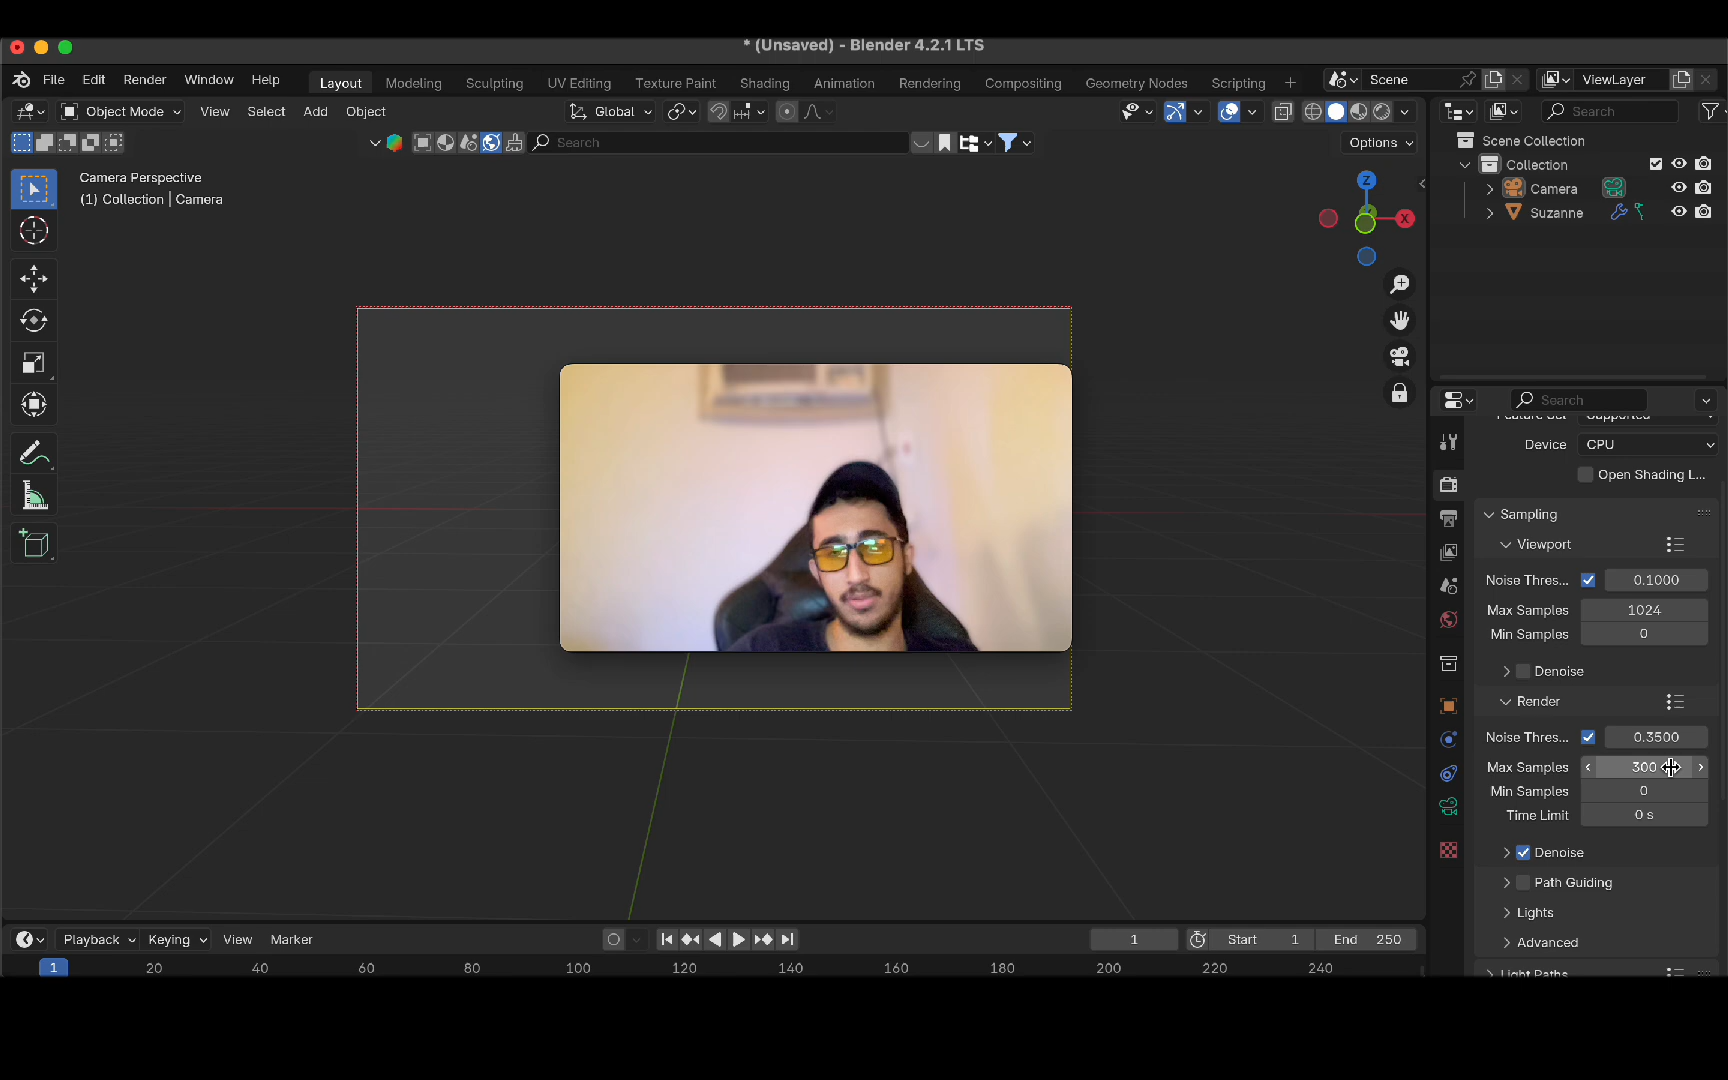 * (Unsaved) - Blender 4.2.1 LTS
File Edit Render Window Help Layout Modeling Sculpting UV Editing Texture Paint Shading Animation Rendering Compositing Geometry Nodes Scripting + Scene ViewLayer
Object Mode View Select Add Object Global Search
Search Options
Camera Perspective
(1) Collection | Camera
Z
X
Scene Collection
Collection
Camera
Suzanne
Search
Device CPU
Open Shading L...
Sampling
Viewport
Noise Thres... 0.1000
Max Samples 1024
Min Samples 0
Denoise
Render
Noise Thres... 0.3500
Max Samples 300
Min Samples 0
Time Limit 0 s
Denoise
Path Guiding
Lights
Advanced
Light Paths
Playback Keying View Marker 1 Start 1 End 250
1 20 40 60 80 100 120 140 160 180 200 220 240